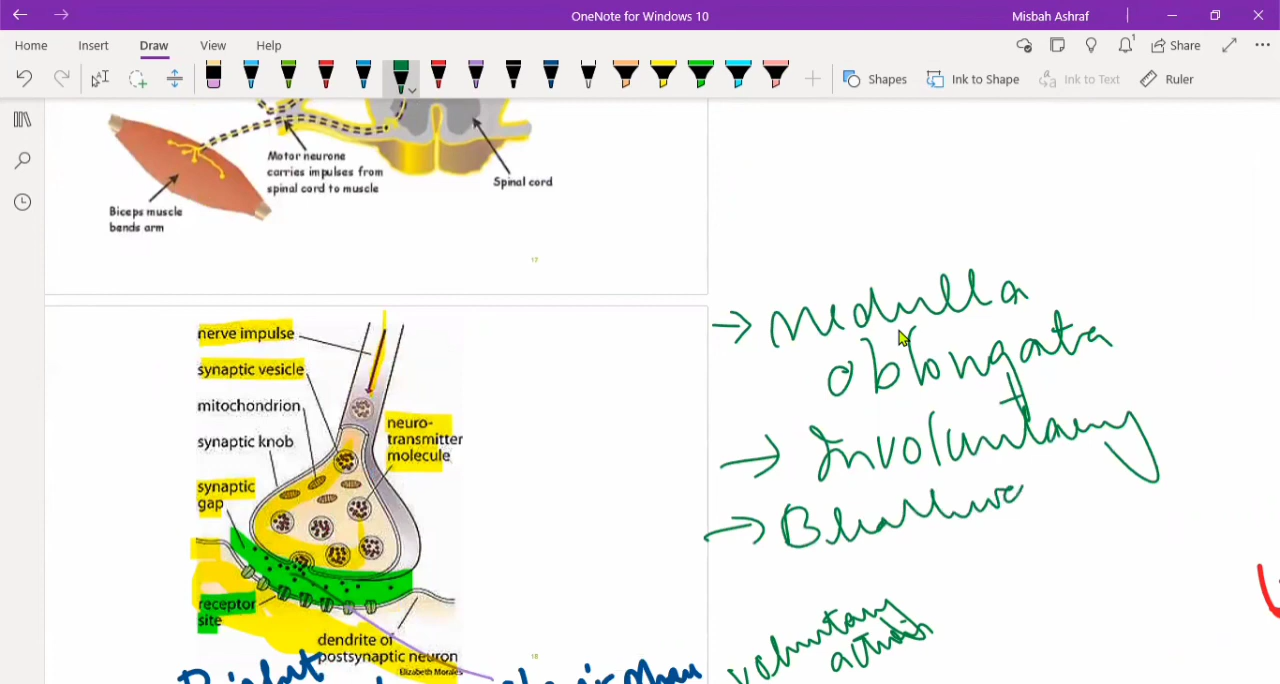 OneNote for Windows 10
Misbah Ashraf
Home Insert Draw View Help
Share
Shapes
Ink to Shape
Ink to Text
Ruler
Motor neurone
carries impulses from
spinal cord to muscle
Spinal cord
Biceps muscle
bends arm
17
nerve impulse
synaptic vesicle
mitochondrion
synaptic knob
synaptic
gap
neuro-
transmitter
molecule
receptor
site
dendrite of
postsynaptic neuron
Elizabeth Morales
18
→ Medulla
oblongata
→ Involuntary
→
voluntary